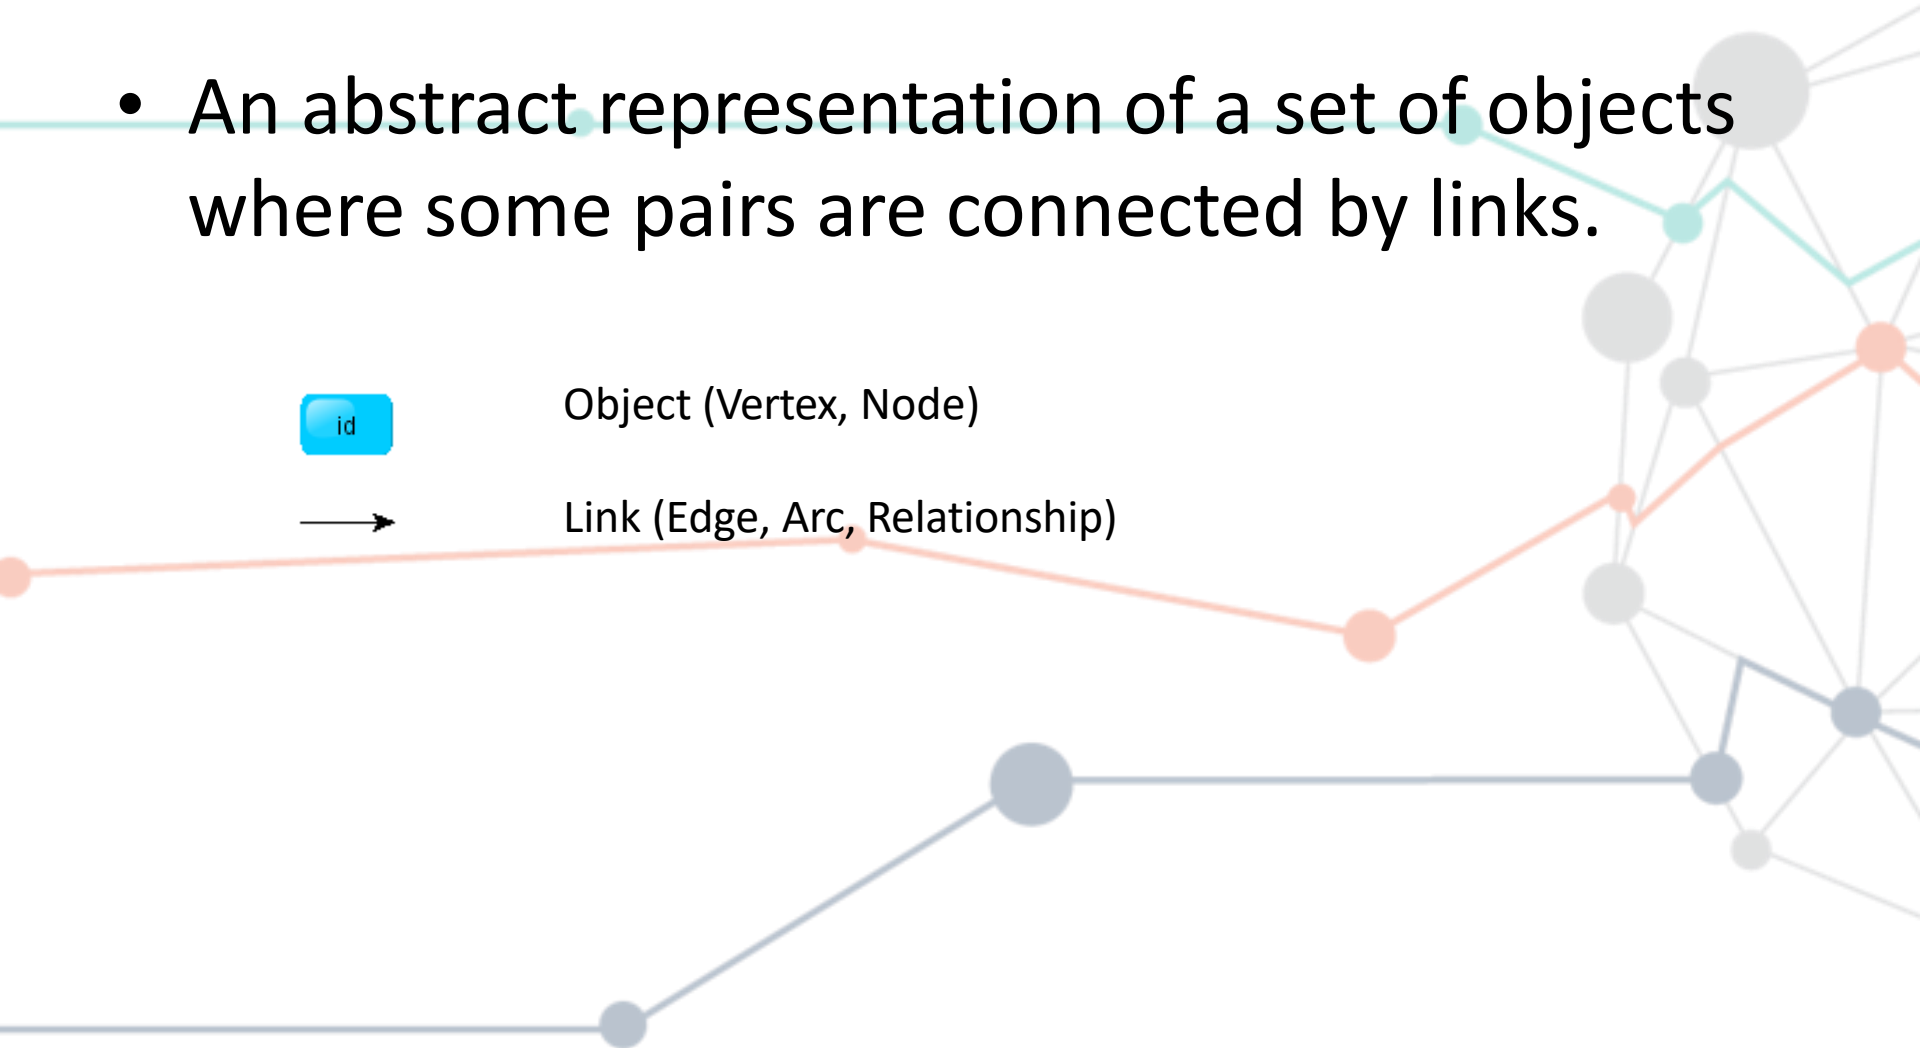 • An abstract representation of a set of objects
where some pairs are connected by links.
id
Object (Vertex, Node)
Link (Edge, Arc, Relationship)